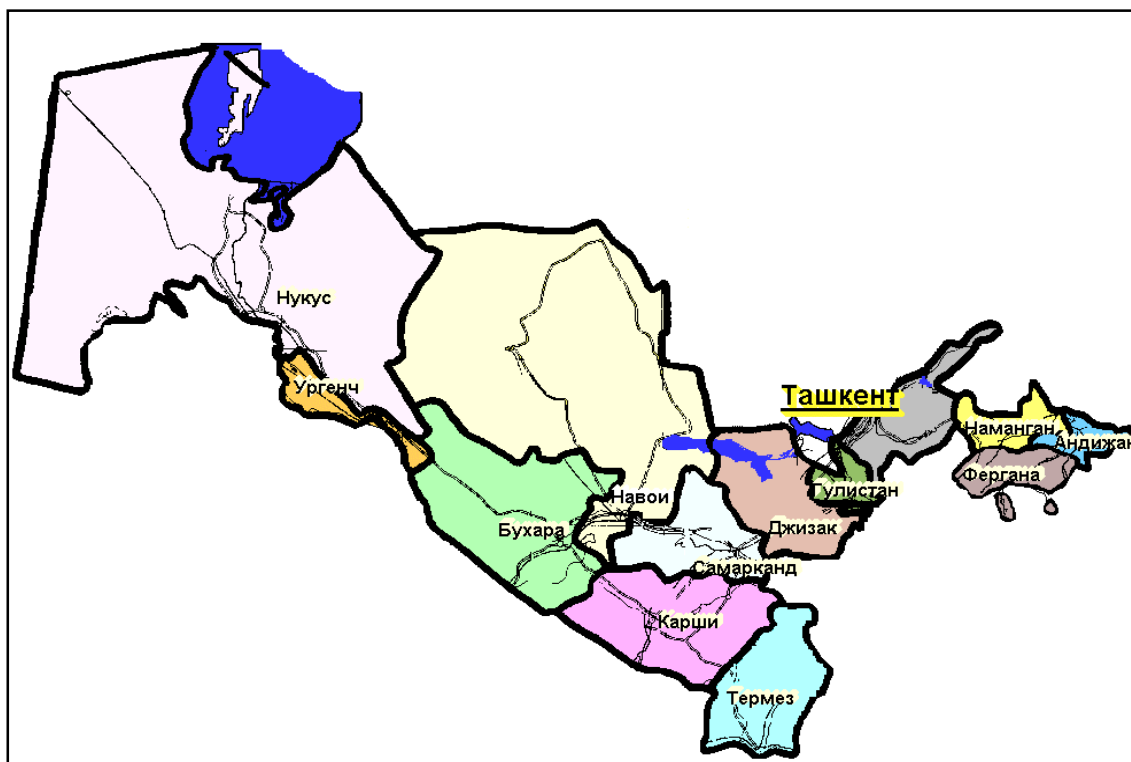 Нукус
Ургенч
Ташкент
Наманган
Андижан
Фергана
Гулистан
Навои
Бухара
Джизак
Самарканд
Карши
Термез